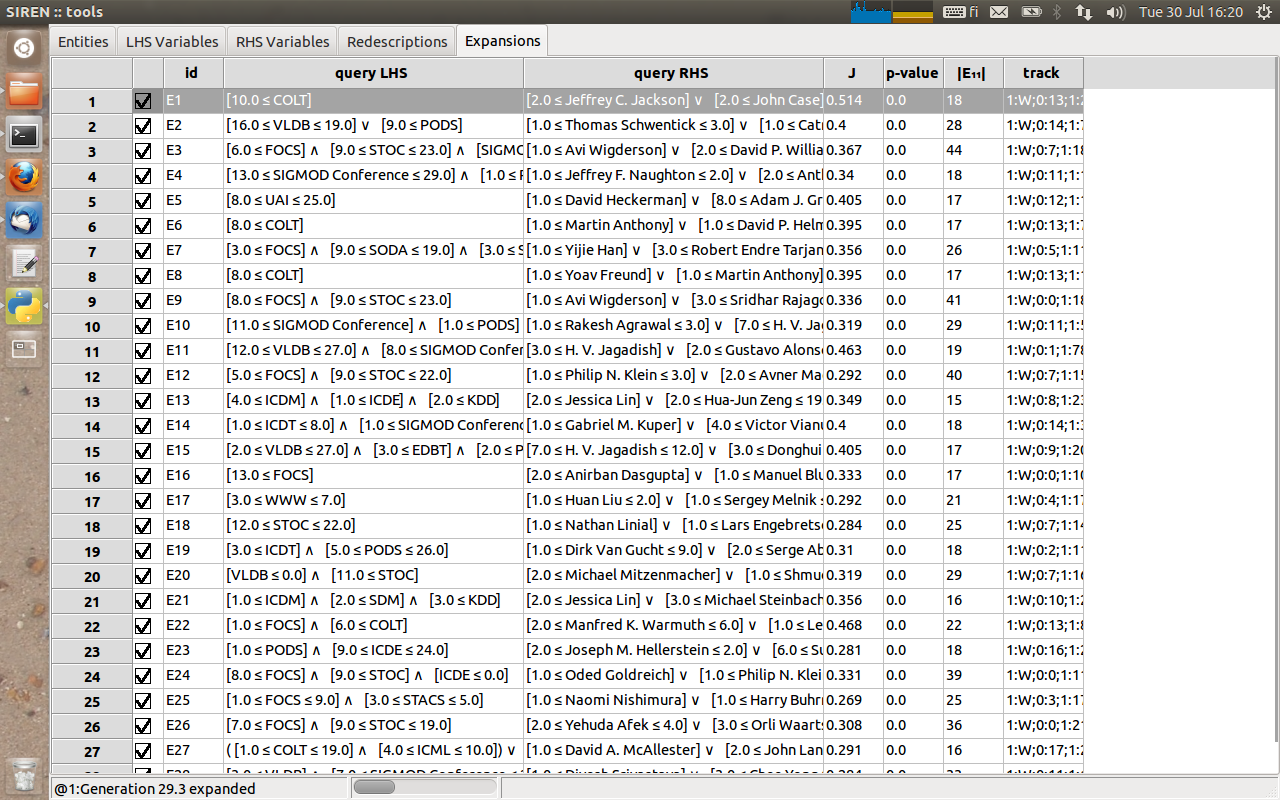 SIREN :: tools fi Tue 30 Jul 16:20
Entities LHS Variables RHS Variables Redescriptions Expansions
id query LHS query RHS J p-value |E₁₁| track
1 E1 [10.0 ≤ COLT] [2.0 ≤ Jeffrey C. Jackson] ∨ [2.0 ≤ John Case] 0.514 0.0 18 1:W;0:13;1:2
2 E2 [16.0 ≤ VLDB ≤ 19.0] ∨ [9.0 ≤ PODS] [1.0 ≤ Thomas Schwentick ≤ 3.0] ∨ [1.0 ≤ Cat 0.4 0.0 28 1:W;0:14;1:7
3 E3 [6.0 ≤ FOCS] ∧ [9.0 ≤ STOC ≤ 23.0] ∧ [SIGMO [1.0 ≤ Avi Wigderson] ∨ [2.0 ≤ David P. Willia 0.367 0.0 44 1:W;0:7;1:18
4 E4 [13.0 ≤ SIGMOD Conference ≤ 29.0] ∧ [1.0 ≤ [1.0 ≤ Jeffrey F. Naughton ≤ 2.0] ∨ [2.0 ≤ Ant 0.34 0.0 18 1:W;0:11;1:
5 E5 [8.0 ≤ UAI ≤ 25.0] [1.0 ≤ David Heckerman] ∨ [8.0 ≤ Adam J. Gr 0.405 0.0 17 1:W;0:12;1:
6 E6 [8.0 ≤ COLT] [1.0 ≤ Martin Anthony] ∨ [1.0 ≤ David P. Helm 0.395 0.0 17 1:W;0:13;1:7
7 E7 [3.0 ≤ FOCS] ∧ [9.0 ≤ SODA ≤ 19.0] ∧ [3.0 ≤ S [1.0 ≤ Yijie Han] ∨ [3.0 ≤ Robert Endre Tarjan 0.356 0.0 26 1:W;0:5;1:11
8 E8 [8.0 ≤ COLT] [1.0 ≤ Yoav Freund] ∨ [1.0 ≤ Martin Anthony] 0.395 0.0 17 1:W;0:13;1:
9 E9 [8.0 ≤ FOCS] ∧ [9.0 ≤ STOC ≤ 23.0] [1.0 ≤ Avi Wigderson] ∨ [3.0 ≤ Sridhar Rajago 0.336 0.0 41 1:W;0:0;1:18
10 E10 [11.0 ≤ SIGMOD Conference] ∧ [1.0 ≤ PODS] [1.0 ≤ Rakesh Agrawal ≤ 3.0] ∨ [7.0 ≤ H. V. Jag 0.319 0.0 29 1:W;0:11;1:5
11 E11 [12.0 ≤ VLDB ≤ 27.0] ∧ [8.0 ≤ SIGMOD Confer [3.0 ≤ H. V. Jagadish] ∨ [2.0 ≤ Gustavo Alons 0.463 0.0 19 1:W;0:1;1:78
12 E12 [5.0 ≤ FOCS] ∧ [9.0 ≤ STOC ≤ 22.0] [1.0 ≤ Philip N. Klein ≤ 3.0] ∨ [2.0 ≤ Avner Ma 0.292 0.0 40 1:W;0:7;1:15
13 E13 [4.0 ≤ ICDM] ∧ [1.0 ≤ ICDE] ∧ [2.0 ≤ KDD] [2.0 ≤ Jessica Lin] ∨ [2.0 ≤ Hua-Jun Zeng ≤ 19 0.349 0.0 15 1:W;0:8;1:23
14 E14 [1.0 ≤ ICDT ≤ 8.0] ∧ [1.0 ≤ SIGMOD Conferenc [1.0 ≤ Gabriel M. Kuper] ∨ [4.0 ≤ Victor Vianu 0.4 0.0 18 1:W;0:14;1:3
15 E15 [2.0 ≤ VLDB ≤ 27.0] ∧ [3.0 ≤ EDBT] ∧ [2.0 ≤ P [7.0 ≤ H. V. Jagadish ≤ 12.0] ∨ [3.0 ≤ Donghui 0.405 0.0 17 1:W;0:9;1:20
16 E16 [13.0 ≤ FOCS] [2.0 ≤ Anirban Dasgupta] ∨ [1.0 ≤ Manuel Blu 0.333 0.0 17 1:W;0:0;1:10
17 E17 [3.0 ≤ WWW ≤ 7.0] [1.0 ≤ Huan Liu ≤ 2.0] ∨ [1.0 ≤ Sergey Melnik ≤ 0.292 0.0 21 1:W;0:4;1:17
18 E18 [12.0 ≤ STOC ≤ 22.0] [1.0 ≤ Nathan Linial] ∨ [1.0 ≤ Lars Engebrets 0.284 0.0 25 1:W;0:7;1:14
19 E19 [3.0 ≤ ICDT] ∧ [5.0 ≤ PODS ≤ 26.0] [1.0 ≤ Dirk Van Gucht ≤ 9.0] ∨ [2.0 ≤ Serge Ab 0.31 0.0 18 1:W;0:2;1:11
20 E20 [VLDB ≤ 0.0] ∧ [11.0 ≤ STOC] [2.0 ≤ Michael Mitzenmacher] ∨ [1.0 ≤ Shmu 0.319 0.0 29 1:W;0:7;1:16
21 E21 [1.0 ≤ ICDM] ∧ [2.0 ≤ SDM] ∧ [3.0 ≤ KDD] [2.0 ≤ Jessica Lin] ∨ [3.0 ≤ Michael Steinbach 0.356 0.0 16 1:W;0:10;1:2
22 E22 [1.0 ≤ FOCS] ∧ [6.0 ≤ COLT] [2.0 ≤ Manfred K. Warmuth ≤ 6.0] ∨ [1.0 ≤ Le 0.468 0.0 22 1:W;0:13;1:8
23 E23 [1.0 ≤ PODS] ∧ [9.0 ≤ ICDE ≤ 24.0] [2.0 ≤ Joseph M. Hellerstein ≤ 2.0] ∨ [6.0 ≤ Su 0.281 0.0 18 1:W;0:16;1:2
24 E24 [8.0 ≤ FOCS] ∧ [9.0 ≤ STOC] ∧ [ICDE ≤ 0.0] [1.0 ≤ Oded Goldreich] ∨ [1.0 ≤ Philip N. Klei 0.331 0.0 39 1:W;0:0;1:11
25 E25 [1.0 ≤ FOCS ≤ 9.0] ∧ [3.0 ≤ STACS ≤ 5.0] [1.0 ≤ Naomi Nishimura] ∨ [1.0 ≤ Harry Buhr 0.269 0.0 25 1:W;0:3;1:17
26 E26 [7.0 ≤ FOCS] ∧ [9.0 ≤ STOC ≤ 19.0] [2.0 ≤ Yehuda Afek ≤ 4.0] ∨ [3.0 ≤ Orli Waarts 0.308 0.0 36 1:W;0:0;1:21
27 E27 ( [1.0 ≤ COLT ≤ 19.0] ∧ [4.0 ≤ ICML ≤ 10.0]) ∨ [1.0 ≤ David A. McAllester] ∨ [2.0 ≤ John Lan 0.291 0.0 16 1:W;0:17;1:2
@1:Generation 29.3 expanded